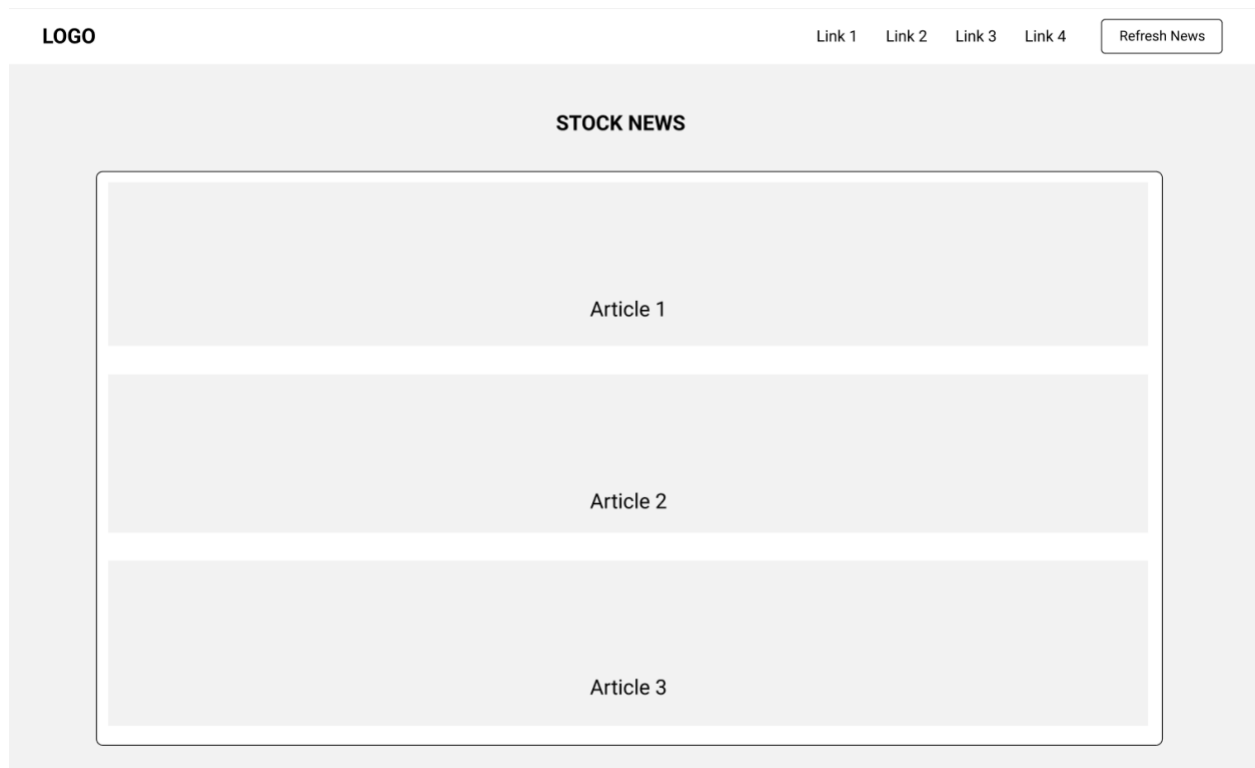 LOGO Link 1 Link 2 Link 3 Link 4 Refresh News
STOCK NEWS
Article 1
Article 2
Article 3